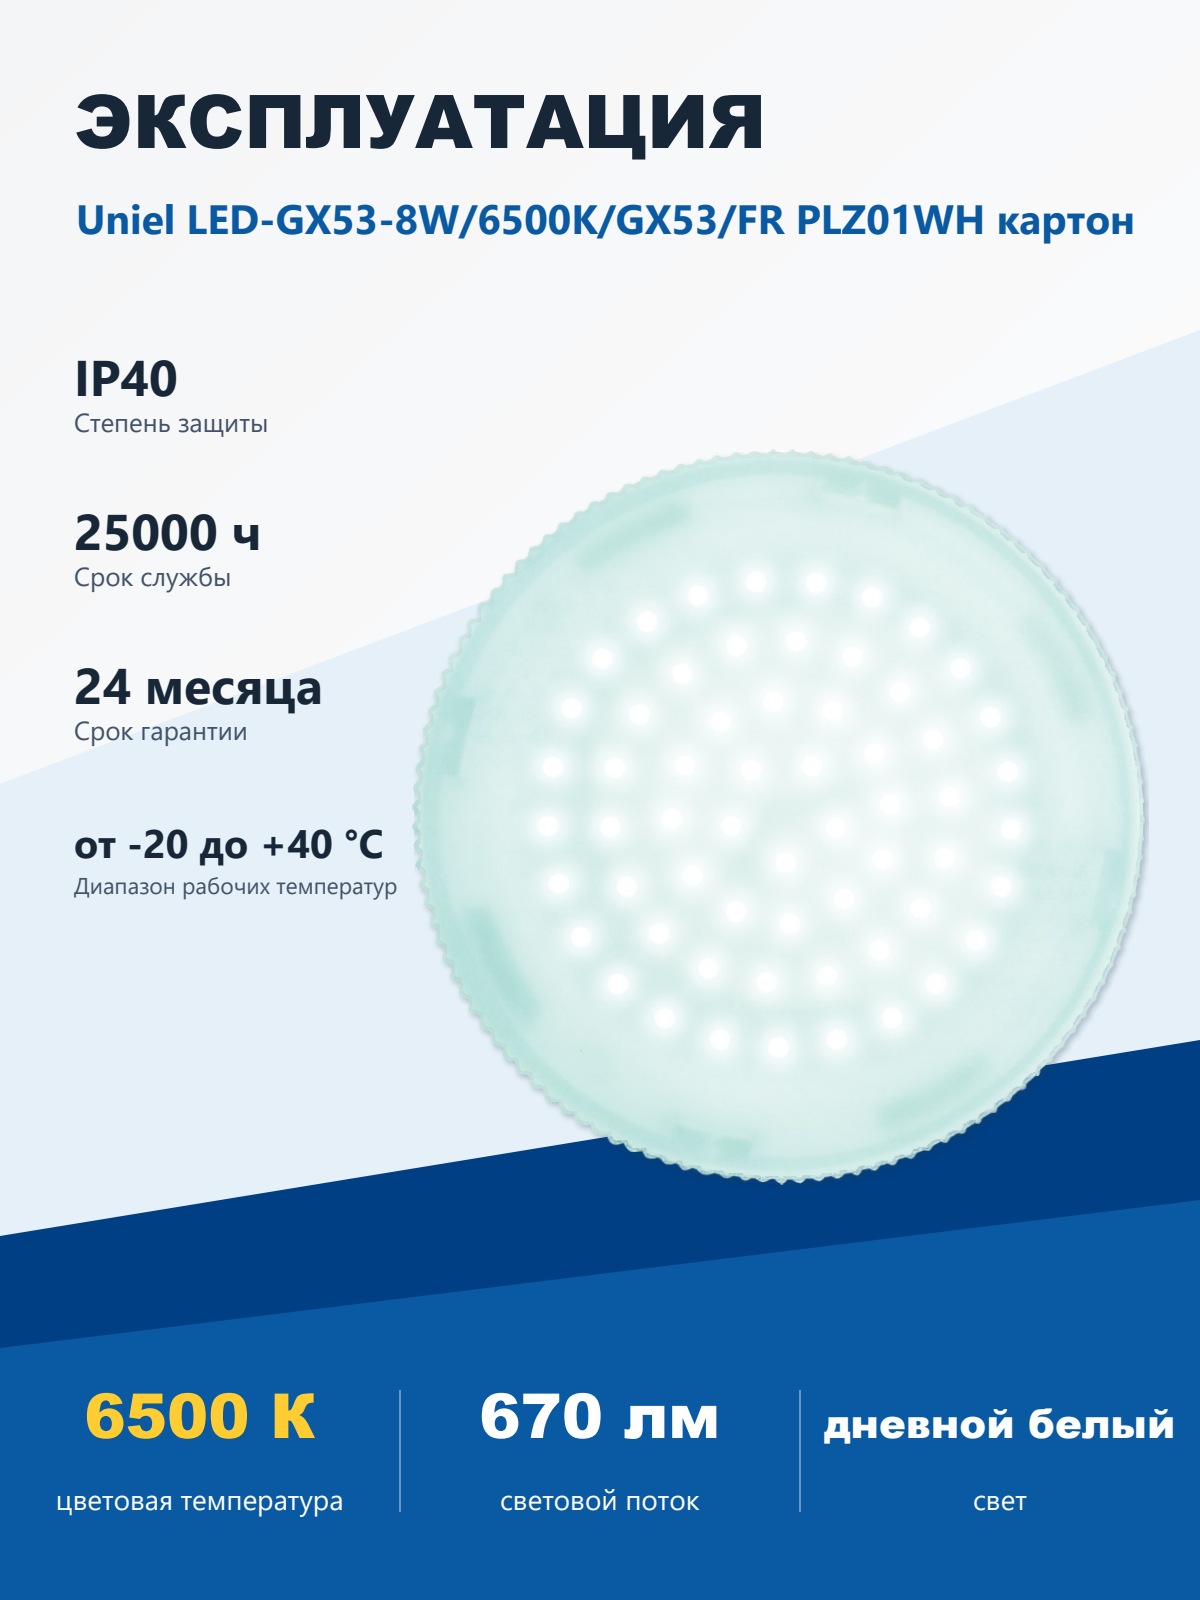 ЭКСПЛУАТАЦИЯ
Uniel LED-GX53-8W/6500K/GX53/FR PLZ01WH картон
IP40
Степень защиты
25000 ч
Срок службы
24 месяца
Срок гарантии
от -20 до +40 °C
Диапазон рабочих температур
6500 К
цветовая температура
670 лм
световой поток
дневной белый
свет